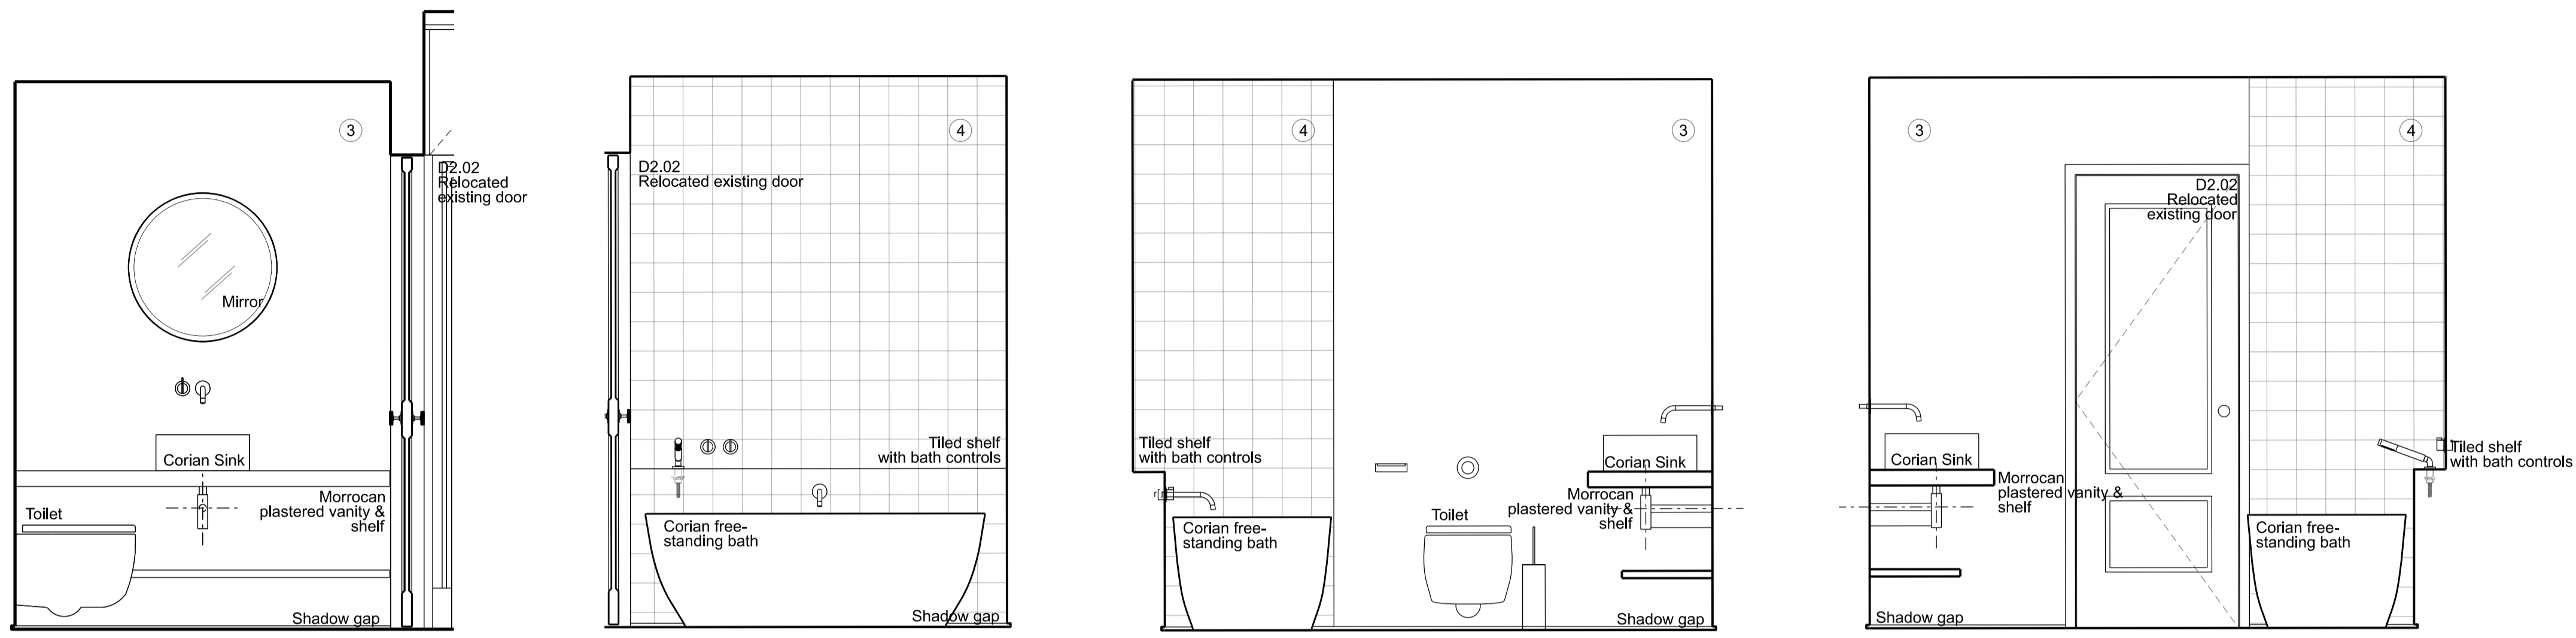 3
D2.02
Relocated
existing door
Mirror
Corian Sink
Morrocan
plastered vanity &
shelf
Toilet
Shadow gap
4
D2.02
Relocated existing door
Tiled shelf
with bath controls
Corian free-
standing bath
Shadow gap
4
3
Tiled shelf
with bath controls
Corian Sink
Morrocan
plastered vanity &
shelf
Toilet
Corian free-
standing bath
Shadow gap
3
4
D2.02
Relocated
existing door
Tiled shelf
with bath controls
Corian Sink
Morrocan
plastered vanity &
shelf
Corian free-
standing bath
Shadow gap